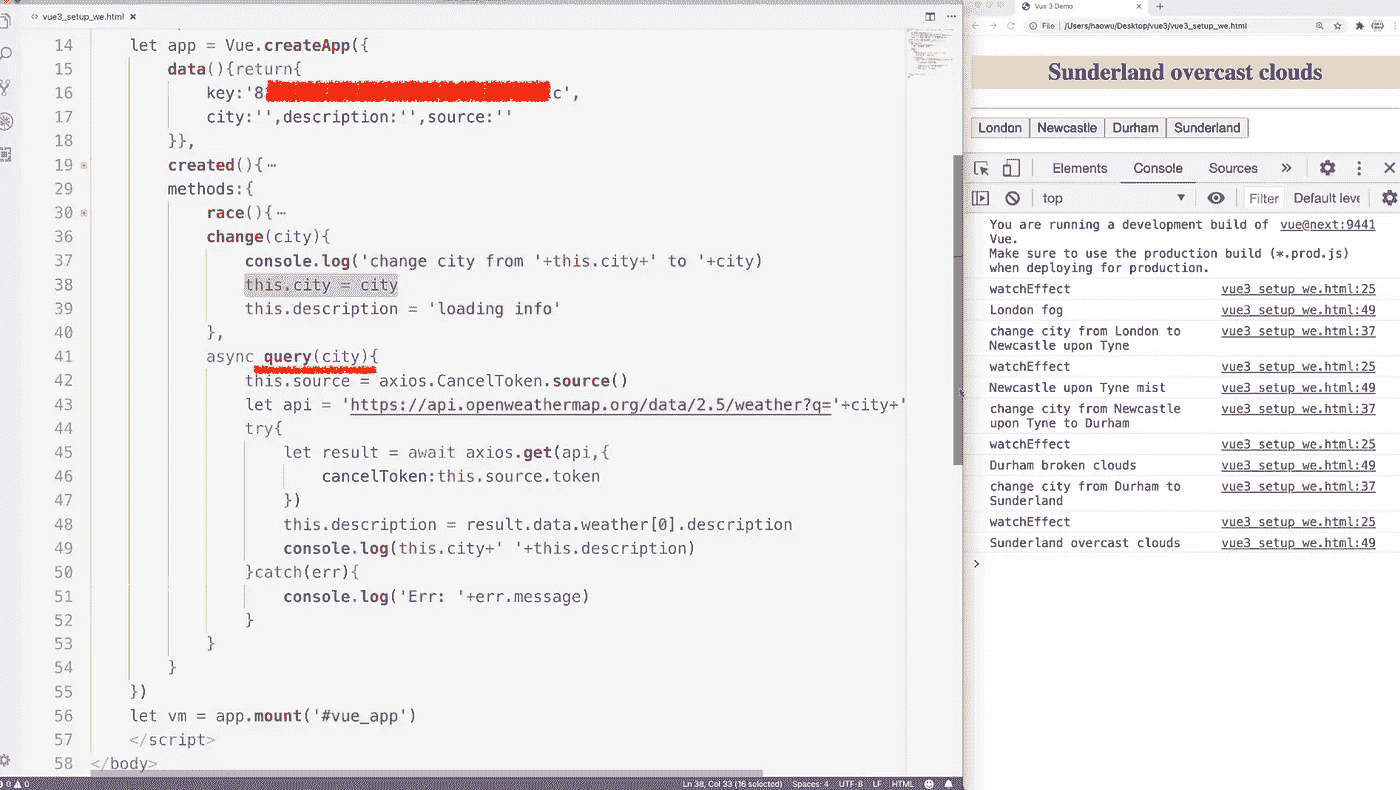 vue3_setup_we.html ×
14 let app = Vue.createApp({
15 data(){return{
16 key:'8 c',
17 city:'',description:'',source:''
18 }},
19 created(){⋯
29 methods:{
30 race(){⋯
36 change(city){
37 console.log('change city from '+this.city+' to '+city)
38 this.city = city
39 this.description = 'loading info'
40 },
41 async query(city){
42 this.source = axios.CancelToken.source()
43 let api = 'https://api.openweathermap.org/data/2.5/weather?q='+city+'
44 try{
45 let result = await axios.get(api,{
46 cancelToken:this.source.token
47 })
48 this.description = result.data.weather[0].description
49 console.log(this.city+' '+this.description)
50 }catch(err){
51 console.log('Err: '+err.message)
52 }
53 }
54 }
55 })
56 let vm = app.mount('#vue_app')
57 </script>
58 </body>
0 0 Ln 38, Col 33 (16 selected) Spaces: 4 UTF-8 LF HTML
Vue 3 Demo
File | /Users/haowu/Desktop/vue3/vue3_setup_we.html
Sunderland overcast clouds
London Newcastle Durham Sunderland
Elements Console Sources »
top Filter Default leve
You are running a development build of vue@next:9441
Vue.
Make sure to use the production build (*.prod.js)
when deploying for production.
watchEffect vue3_setup_we.html:25
London fog vue3_setup_we.html:49
change city from London to vue3_setup_we.html:37
Newcastle upon Tyne
watchEffect vue3_setup_we.html:25
Newcastle upon Tyne mist vue3_setup_we.html:49
change city from Newcastle vue3_setup_we.html:37
upon Tyne to Durham
watchEffect vue3_setup_we.html:25
Durham broken clouds vue3_setup_we.html:49
change city from Durham to vue3_setup_we.html:37
Sunderland
watchEffect vue3_setup_we.html:25
Sunderland overcast clouds vue3_setup_we.html:49